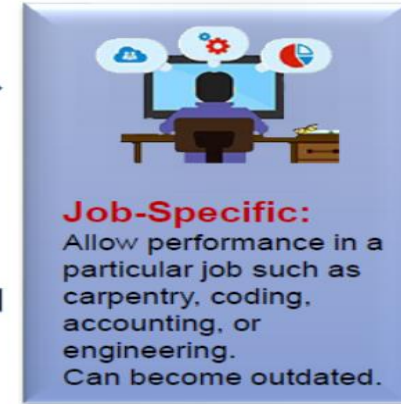 Job-Specific:
Allow performance in a
particular job such as
carpentry, coding,
accounting, or
engineering.
Can become outdated.